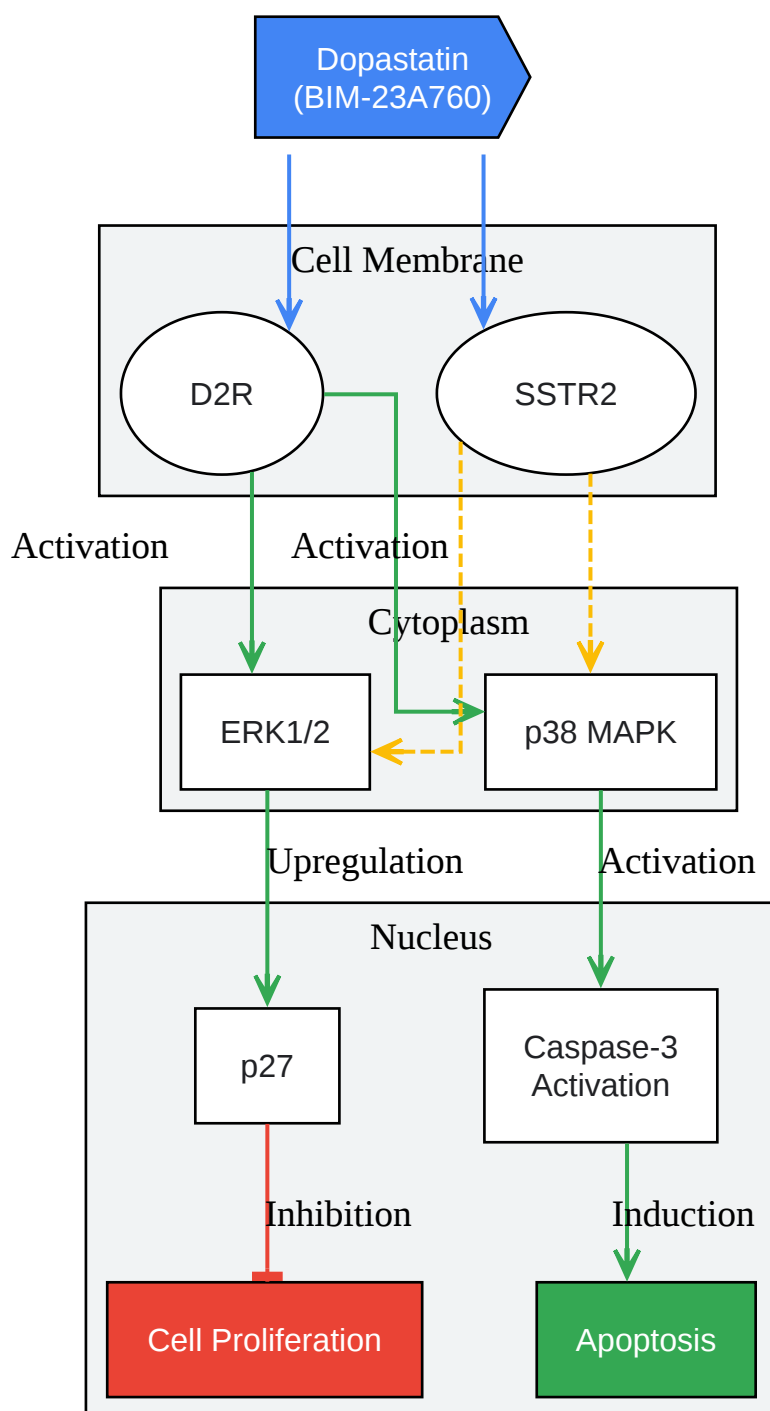 Dopastatin
(BIM-23A760)
Cell Membrane
D2R
SSTR2
Activation
Activation
Cytoplasm
ERK1/2
p38 MAPK
Upregulation
Activation
Nucleus
p27
Caspase-3
Activation
Inhibition
Induction
Cell Proliferation
Apoptosis